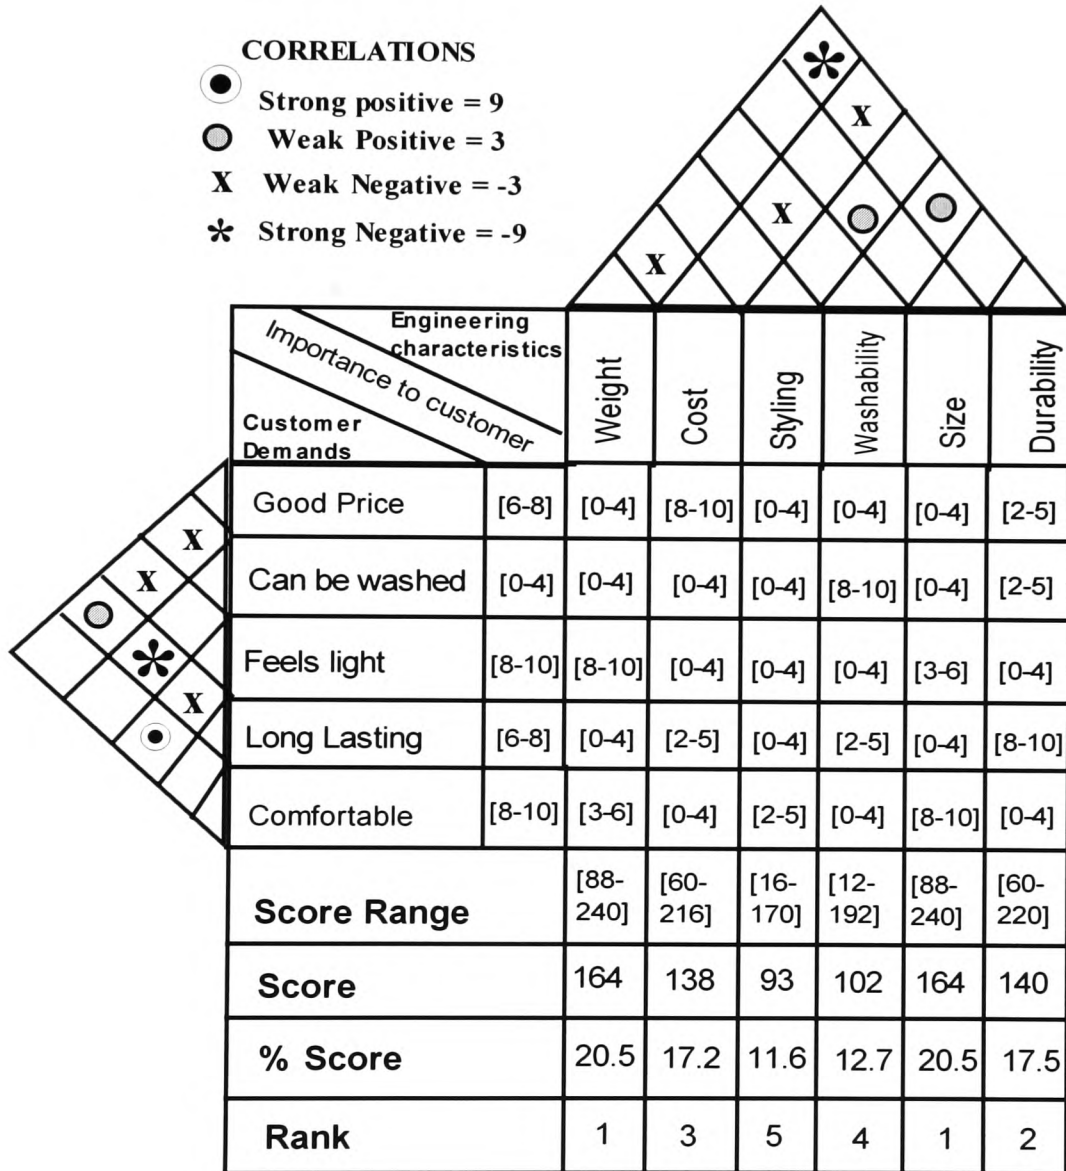 CORRELATIONS
Strong positive = 9
Weak Positive = 3
X Weak Negative = -3
* Strong Negative = -9
*
X
X
X
Engineering characteristics
Importance to customer
Customer Demands
Weight
Cost
Styling
Washability
Size
Durability
Good Price [6-8] [0-4] [8-10] [0-4] [0-4] [0-4] [2-5]
Can be washed [0-4] [0-4] [0-4] [0-4] [8-10] [0-4] [2-5]
Feels light [8-10] [8-10] [0-4] [0-4] [0-4] [3-6] [0-4]
Long Lasting [6-8] [0-4] [2-5] [0-4] [2-5] [0-4] [8-10]
Comfortable [8-10] [3-6] [0-4] [2-5] [0-4] [8-10] [0-4]
X
X
*
X
Score Range [88-240] [60-216] [16-170] [12-192] [88-240] [60-220]
Score 164 138 93 102 164 140
% Score 20.5 17.2 11.6 12.7 20.5 17.5
Rank 1 3 5 4 1 2